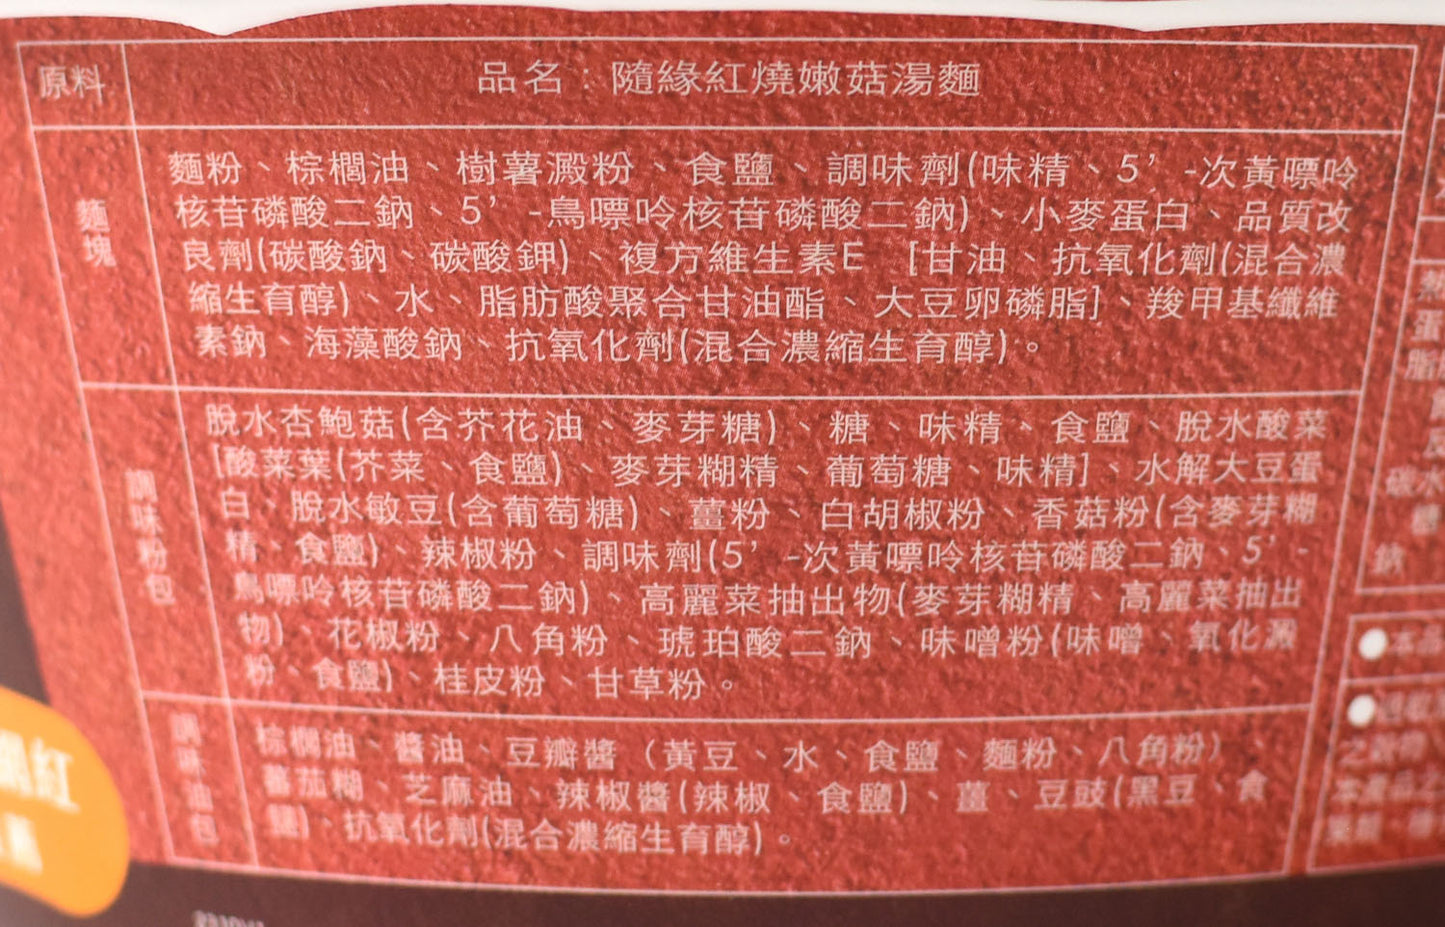 原料
品名：隨緣紅燒嫩菇湯麵
麵塊
麵粉、棕櫚油、樹薯澱粉、食鹽、調味劑(味精、5’-次黃嘌呤
核苷磷酸二鈉、5’-鳥嘌呤核苷磷酸二鈉)、小麥蛋白、品質改
良劑(碳酸鈉、碳酸鉀)、複方維生素E [甘油、抗氧化劑(混合濃
縮生育醇)、水、脂肪酸聚合甘油酯、大豆卵磷脂]、羧甲基纖維
素鈉、海藻酸鈉、抗氧化劑(混合濃縮生育醇)。
調味粉包
脫水杏鮑菇(含芥花油、麥芽糖)、糖、味精、食鹽、脫水酸菜
[酸菜葉(芥菜、食鹽)、麥芽糊精、葡萄糖、味精]、水解大豆蛋
白、脫水敏豆(含葡萄糖)、薑粉、白胡椒粉、香菇粉(含麥芽糊
精、食鹽)、辣椒粉、調味劑(5’-次黃嘌呤核苷磷酸二鈉、5’-
鳥嘌呤核苷磷酸二鈉)、高麗菜抽出物(麥芽糊精、高麗菜抽出
物)、花椒粉、八角粉、琥珀酸二鈉、味噌粉(味噌、氧化澱
粉、食鹽)、桂皮粉、甘草粉。
調味油包
棕櫚油、醬油、豆瓣醬（黃豆、水、食鹽、麵粉、八角粉）
蕃茄糊、芝麻油、辣椒醬(辣椒、食鹽)、薑、豆豉(黑豆、食
鹽)、抗氧化劑(混合濃縮生育醇)。
網紅